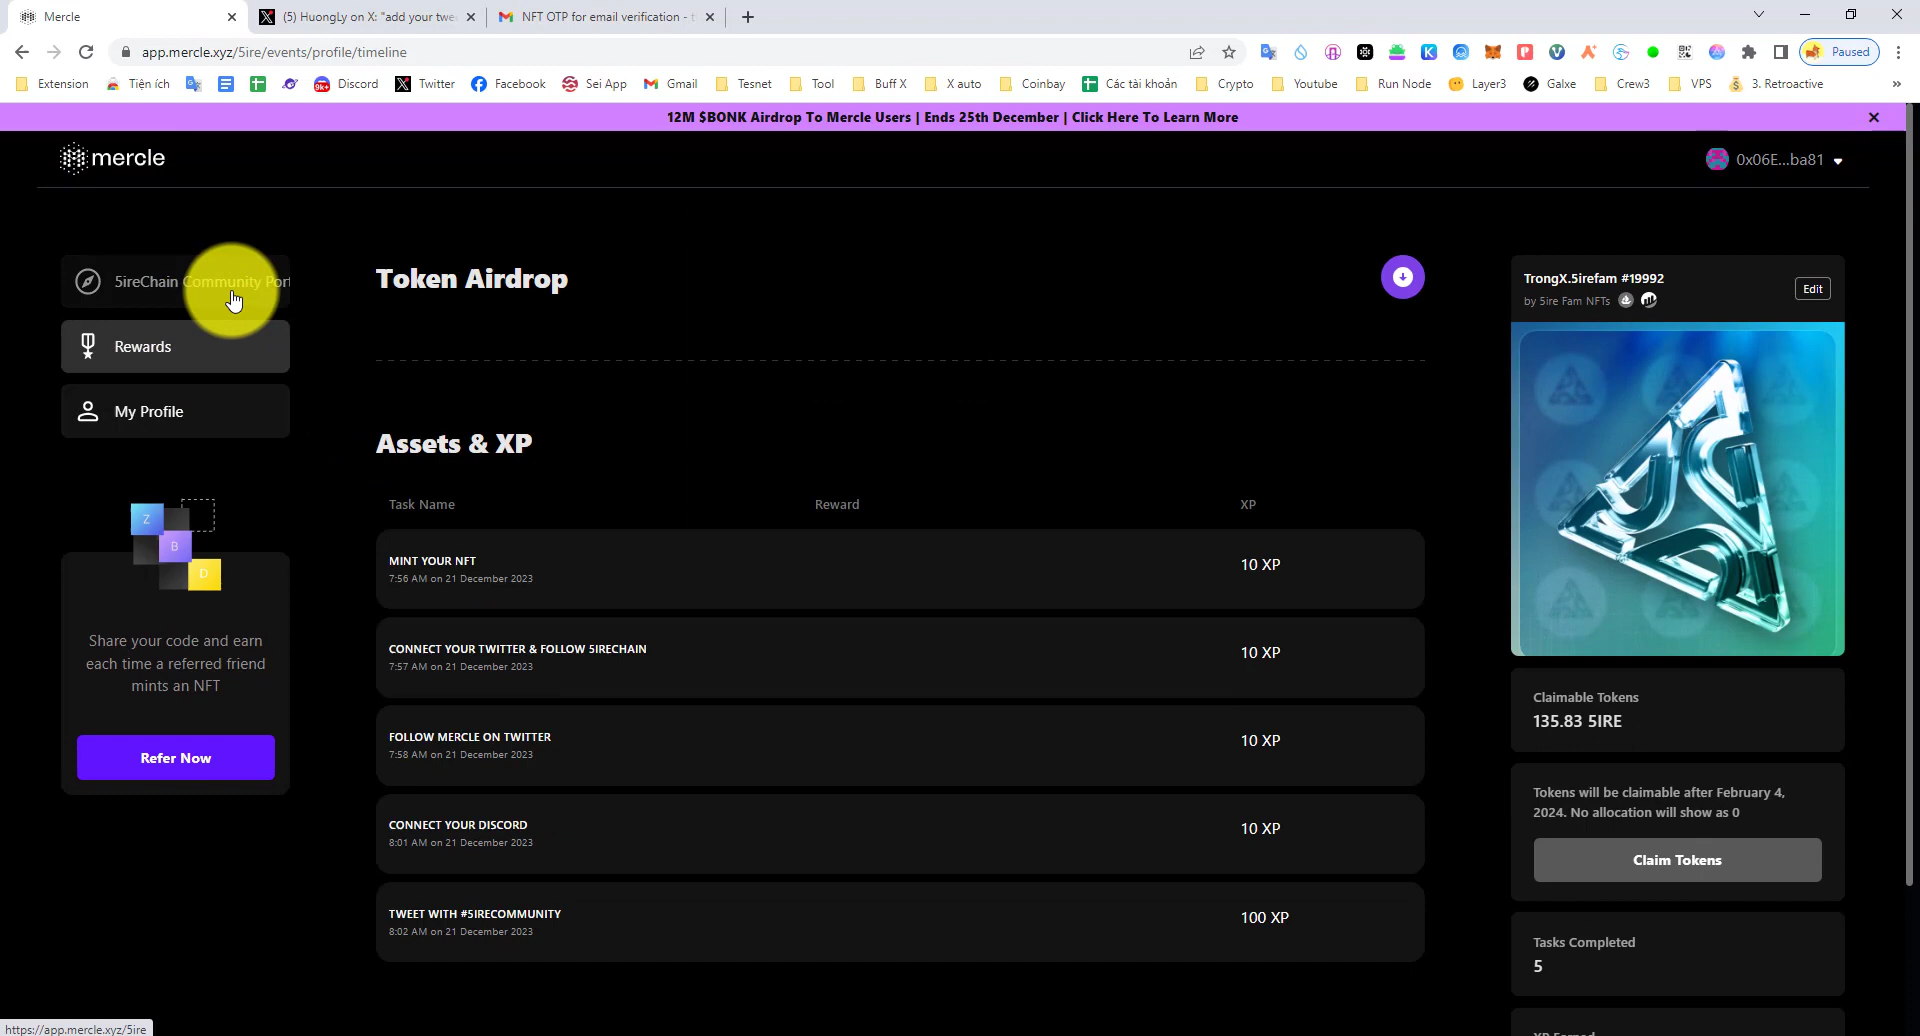 Mercle
(5) HuongLy on X: "add your twe
NFT OTP for email verification - t
app.mercle.xyz/5ire/events/profile/timeline
Paused
Extension
Tiện ích
Discord
Twitter
Facebook
Sei App
Gmail
Tesnet
Tool
Buff X
X auto
Coinbay
Các tài khoản
Crypto
Youtube
Run Node
Layer3
Galxe
Crew3
VPS
3. Retroactive
12M $BONK Airdrop To Mercle Users | Ends 25th December | Click Here To Learn More
mercle
0x06E...ba81
5ireChain Community Port
Rewards
My Profile
Z
B
D
Share your code and earn
each time a referred friend
mints an NFT
Refer Now
Token Airdrop
Assets & XP
Task Name
Reward
XP
MINT YOUR NFT
7:56 AM on 21 December 2023
10 XP
CONNECT YOUR TWITTER & FOLLOW 5IRECHAIN
7:57 AM on 21 December 2023
10 XP
FOLLOW MERCLE ON TWITTER
7:58 AM on 21 December 2023
10 XP
CONNECT YOUR DISCORD
8:01 AM on 21 December 2023
10 XP
TWEET WITH #5IRECOMMUNITY
8:02 AM on 21 December 2023
100 XP
TrongX.5irefam #19992
by 5ire Fam NFTs
Edit
Claimable Tokens
135.83 5IRE
Tokens will be claimable after February 4,
2024. No allocation will show as 0
Claim Tokens
Tasks Completed
5
XP Earned
https://app.mercle.xyz/5ire